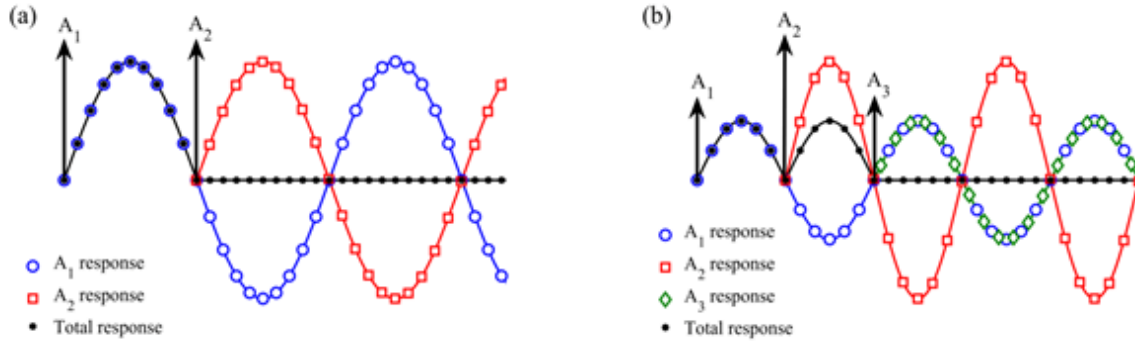 (a)
A1
A2
A1 response
A2 response
Total response
(b)
A1
A2
A3
A1 response
A2 response
A3 response
Total response